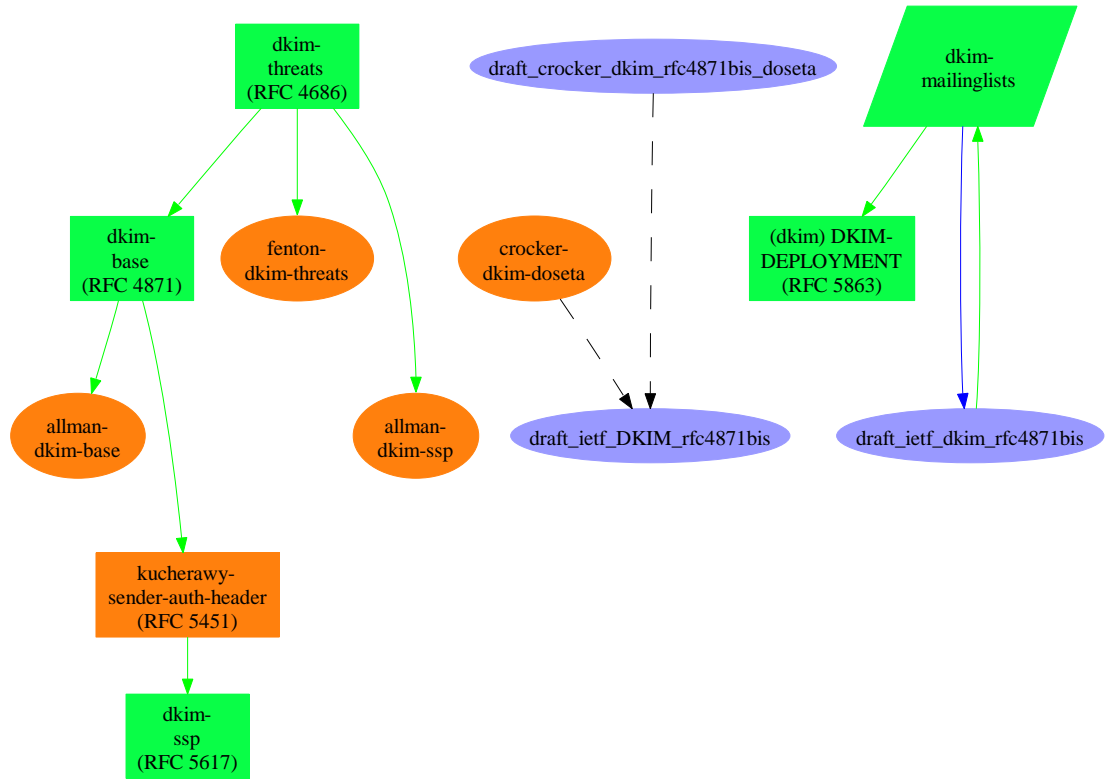 dkim-
threats
(RFC 4686)
draft_crocker_dkim_rfc4871bis_doseta
dkim-
mailinglists
dkim-
base
(RFC 4871)
fenton-
dkim-threats
crocker-
dkim-doseta
(dkim) DKIM-
DEPLOYMENT
(RFC 5863)
allman-
dkim-base
allman-
dkim-ssp
draft_ietf_DKIM_rfc4871bis
draft_ietf_dkim_rfc4871bis
kucherawy-
sender-auth-header
(RFC 5451)
dkim-
ssp
(RFC 5617)